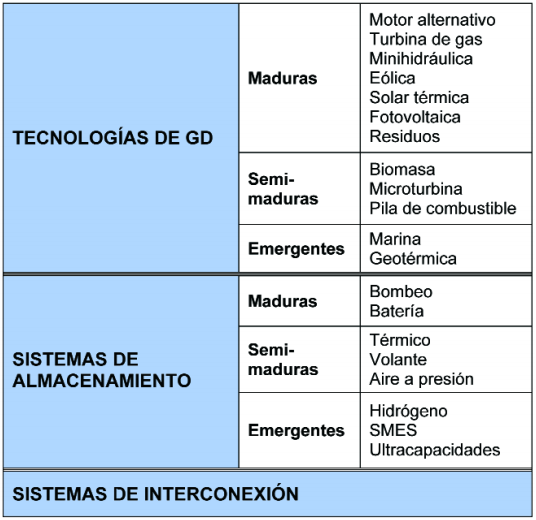 TECNOLOGÍAS DE GD
Maduras
Motor alternativo
Turbina de gas
Minihidráulica
Eólica
Solar térmica
Fotovoltaica
Residuos
Semi-
maduras
Biomasa
Microturbina
Pila de combustible
Emergentes
Marina
Geotérmica
SISTEMAS DE
ALMACENAMIENTO
Maduras
Bombeo
Batería
Semi-
maduras
Térmico
Volante
Aire a presión
Emergentes
Hidrógeno
SMES
Ultracapacidades
SISTEMAS DE INTERCONEXIÓN